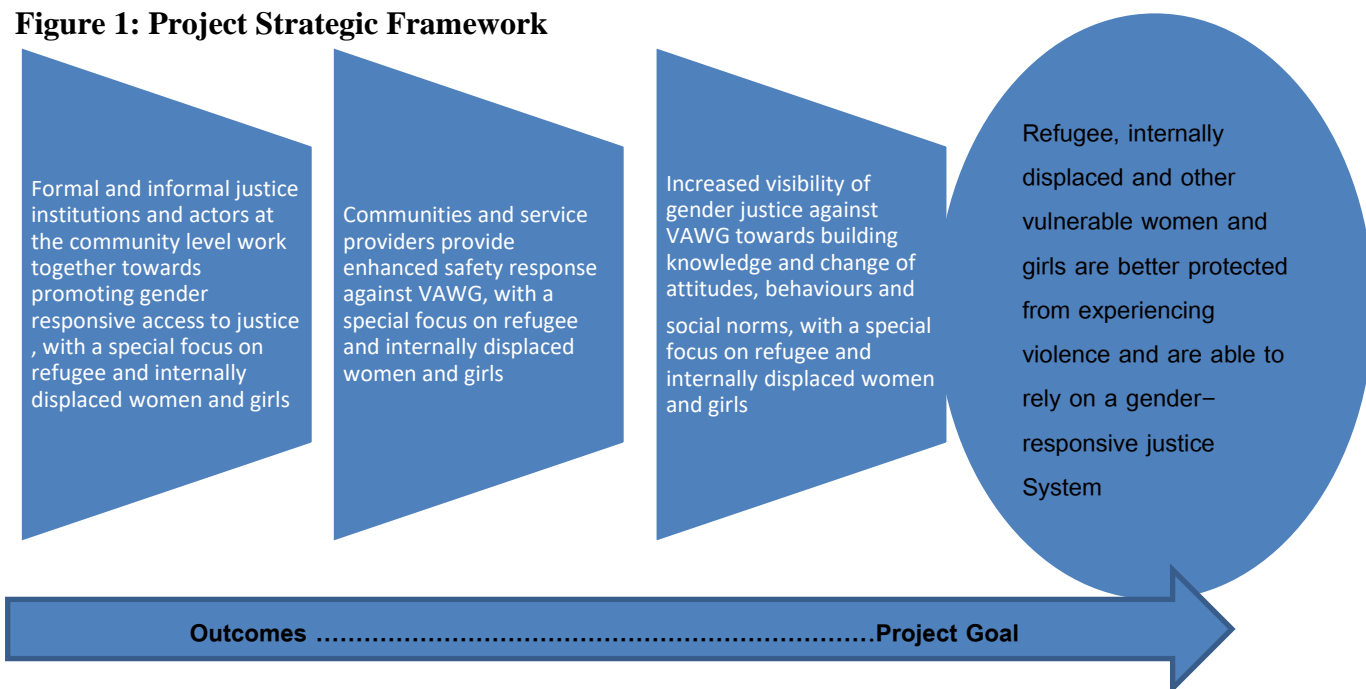 Figure 1: Project Strategic Framework
Formal and informal justice
institutions and actors at
the community level work
together towards
promoting gender
responsive access to justice
, with a special focus on
refugee and internally
displaced women and girls
Communities and service
providers provide
enhanced safety response
against VAWG, with a
special focus on refugee
and internally displaced
women and girls
Increased visibility of
gender justice against
VAWG towards building
knowledge and change of
attitudes, behaviours and
social norms, with a special
focus on refugee and
internally displaced women
and girls
Refugee, internally
displaced and other
vulnerable women and
girls are better protected
from experiencing
violence and are able to
rely on a gender-
responsive justice
System
Outcomes ……………………………………………………………….Project Goal